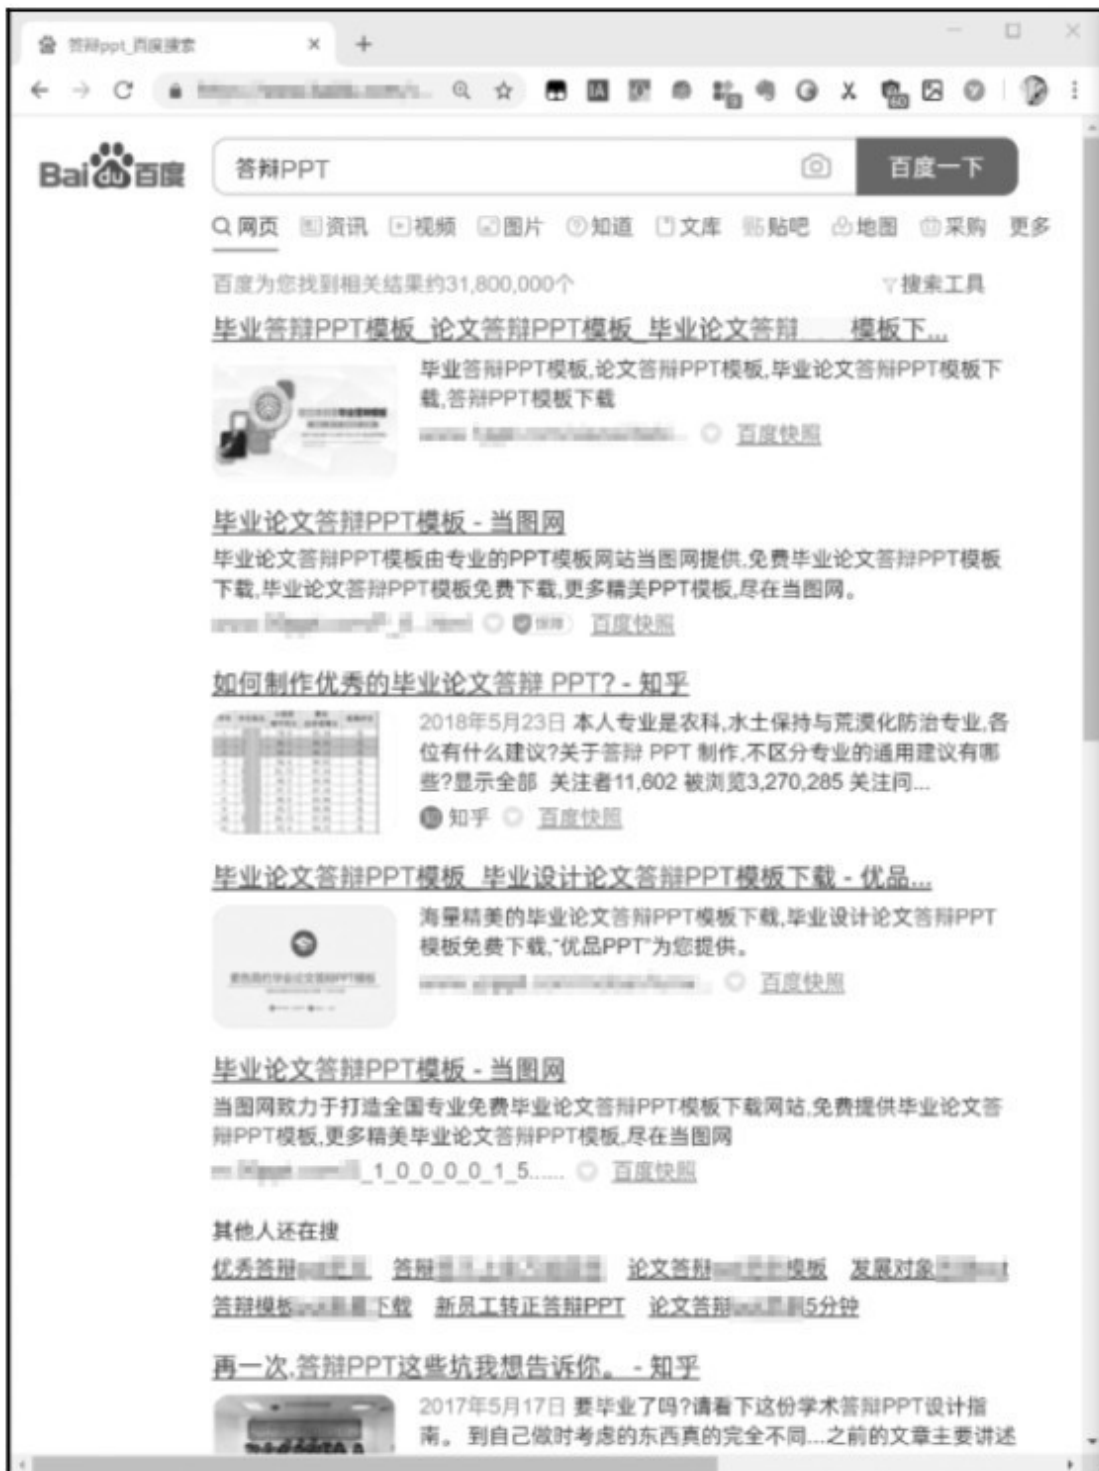 答辩ppt_百度搜索
Bai du 百度
答辩PPT
百度一下
网页 资讯 视频 图片 知道 文库 贴吧 地图 采购 更多
百度为您找到相关结果约31,800,000个 搜索工具
毕业答辩PPT模板_论文答辩PPT模板_毕业论文答辩 模板下...
毕业答辩PPT模板,论文答辩PPT模板,毕业论文答辩PPT模板下
载,答辩PPT模板下载
百度快照
毕业论文答辩PPT模板 - 当图网
毕业论文答辩PPT模板由专业的PPT模板网站当图网提供,免费毕业论文答辩PPT模板
下载,毕业论文答辩PPT模板免费下载,更多精美PPT模板,尽在当图网。
保障 百度快照
如何制作优秀的毕业论文答辩 PPT? - 知乎
2018年5月23日 本人专业是农科,水土保持与荒漠化防治专业,各
位有什么建议?关于答辩 PPT 制作,不区分专业的通用建议有哪
些?显示全部 关注者11,602 被浏览3,270,285 关注问...
知乎 百度快照
毕业论文答辩PPT模板_毕业设计论文答辩PPT模板下载 - 优品...
海量精美的毕业论文答辩PPT模板下载,毕业设计论文答辩PPT
模板免费下载,“优品PPT”为您提供。
百度快照
毕业论文答辩PPT模板 - 当图网
当图网致力于打造全国专业免费毕业论文答辩PPT模板下载网站,免费提供毕业论文答
辩PPT模板,更多精美毕业论文答辩PPT模板,尽在当图网
_1_0_0_0_0_1_5...... 百度快照
其他人还在搜
优秀答辩 答辩 论文答辩 模板 发展对象
答辩模板 下载 新员工转正答辩PPT 论文答辩 5分钟
再一次,答辩PPT这些坑我想告诉你。 - 知乎
2017年5月17日 要毕业了吗?请看下这份学术答辩PPT设计指
南。 到自己做时考虑的东西真的完全不同...之前的文章主要讲述